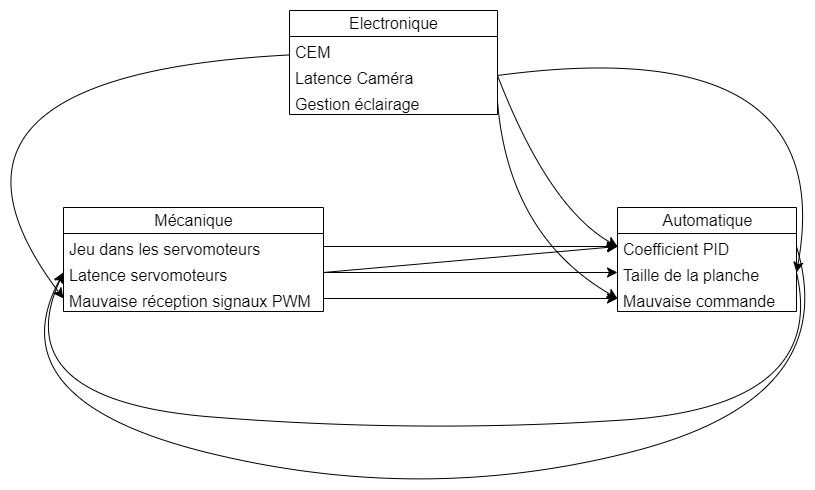 Electronique
CEM
Latence Caméra
Gestion éclairage
Mécanique
Jeu dans les servomoteurs
Latence servomoteurs
Mauvaise réception signaux PWM
Automatique
Coefficient PID
Taille de la planche
Mauvaise commande